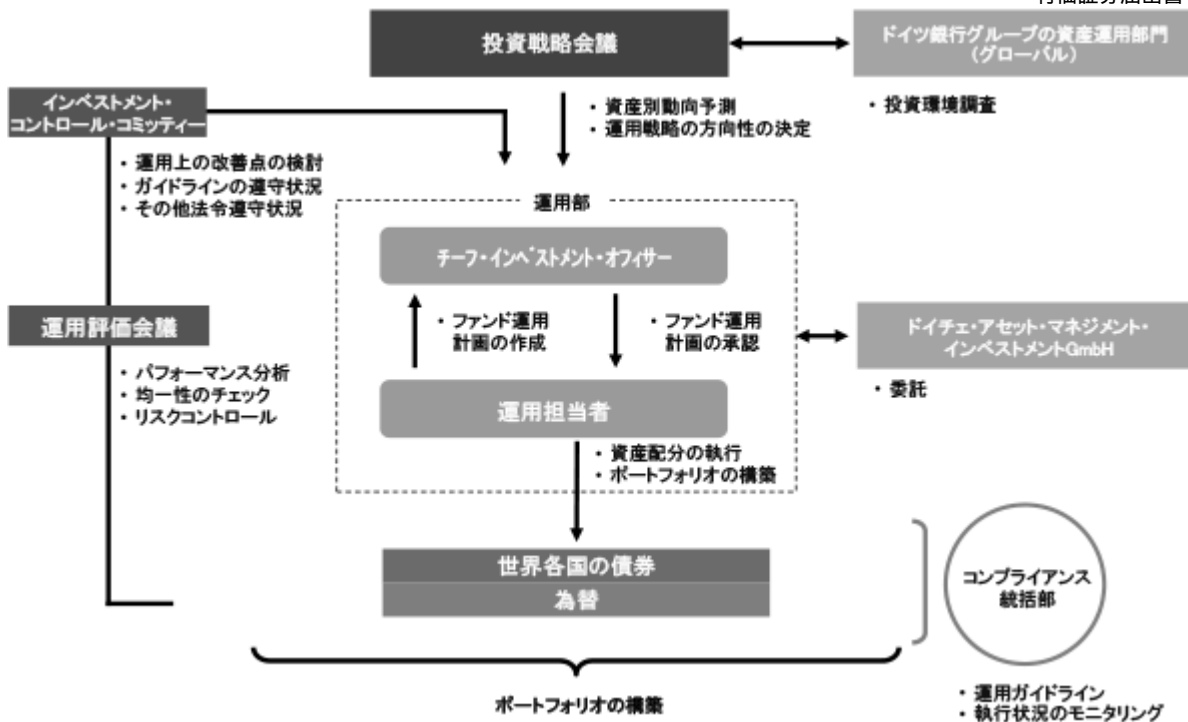 投資戦略会議
ドイツ銀行グループの資産運用部門
(グローバル)
・投資環境調査
インベストメント・
コントロール・コミッティー
・運用上の改善点の検討
・ガイドラインの遵守状況
・その他法令遵守状況
・資産別動向予測
・運用戦略の方向性の決定
運用部
チーフ・インベストメント・オフィサー
・ファンド運用
計画の作成
・ファンド運用
計画の承認
運用担当者
・資産配分の執行
・ポートフォリオの構築
運用評価会議
・パフォーマンス分析
・均一性のチェック
・リスクコントロール
ドイチェ・アセット・マネジメント・
インベストメントGmbH
・委託
世界各国の債券
為替
コンプライアンス
統括部
・運用ガイドライン
・執行状況のモニタリング
ポートフォリオの構築